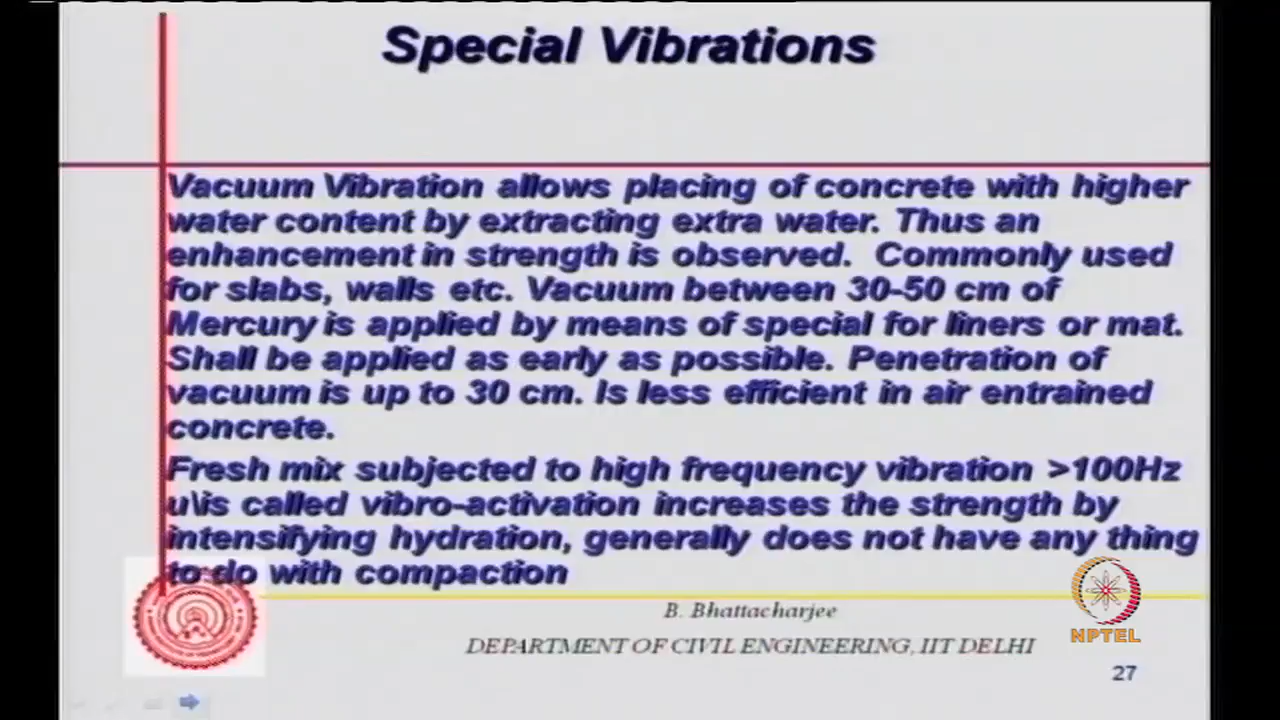 Special Vibrations
Vacuum Vibration allows placing of concrete with higher
water content by extracting extra water. Thus an
enhancement in strength is observed. Commonly used
for slabs, walls etc. Vacuum between 30-50 cm of
Mercury is applied by means of special for liners or mat.
Shall be applied as early as possible. Penetration of
vacuum is up to 30 cm. Is less efficient in air entrained
concrete.
Fresh mix subjected to high frequency vibration >100Hz
u\is called vibro-activation increases the strength by
intensifying hydration, generally does not have any thing
to do with compaction
B. Bhattacharjee
DEPARTMENT OF CIVIL ENGINEERING, IIT DELHI
NPTEL
27